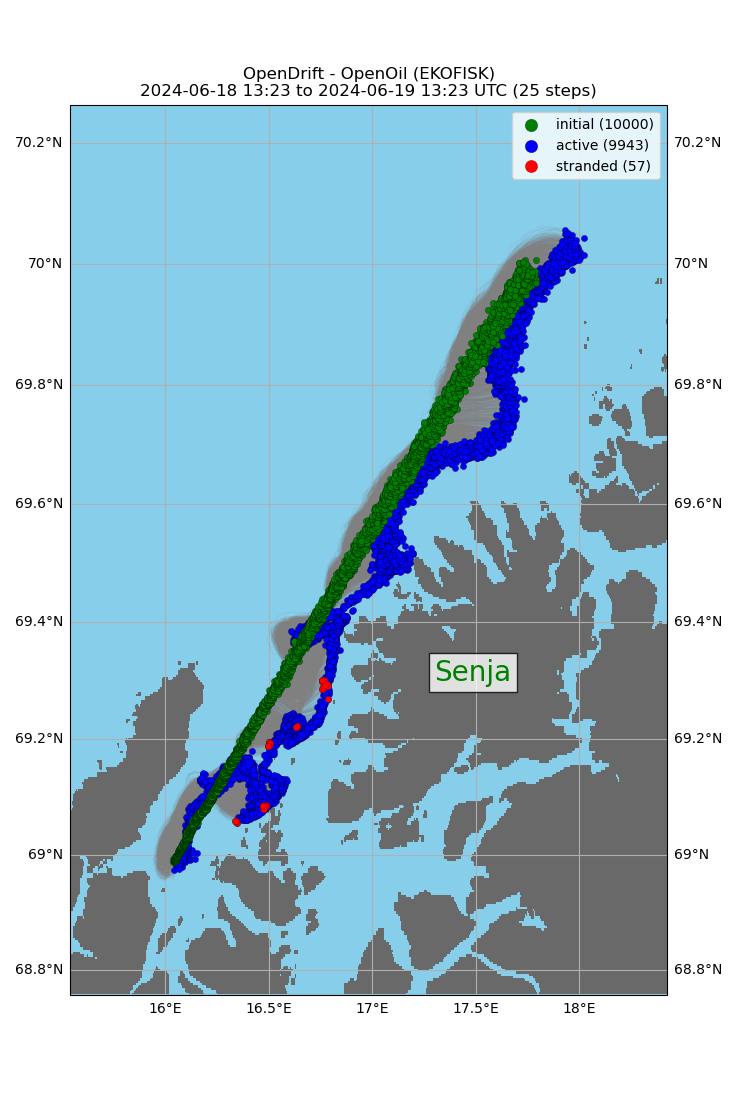 OpenDrift - OpenOil (EKOFISK)
2024-06-18 13:23 to 2024-06-19 13:23 UTC (25 steps)
initial (10000)
active (9943)
stranded (57)
70.2°N 70.2°N
70°N 70°N
69.8°N 69.8°N
69.6°N 69.6°N
69.4°N 69.4°N
Senja
69.2°N 69.2°N
69°N 69°N
68.8°N 68.8°N
16°E 16.5°E 17°E 17.5°E 18°E